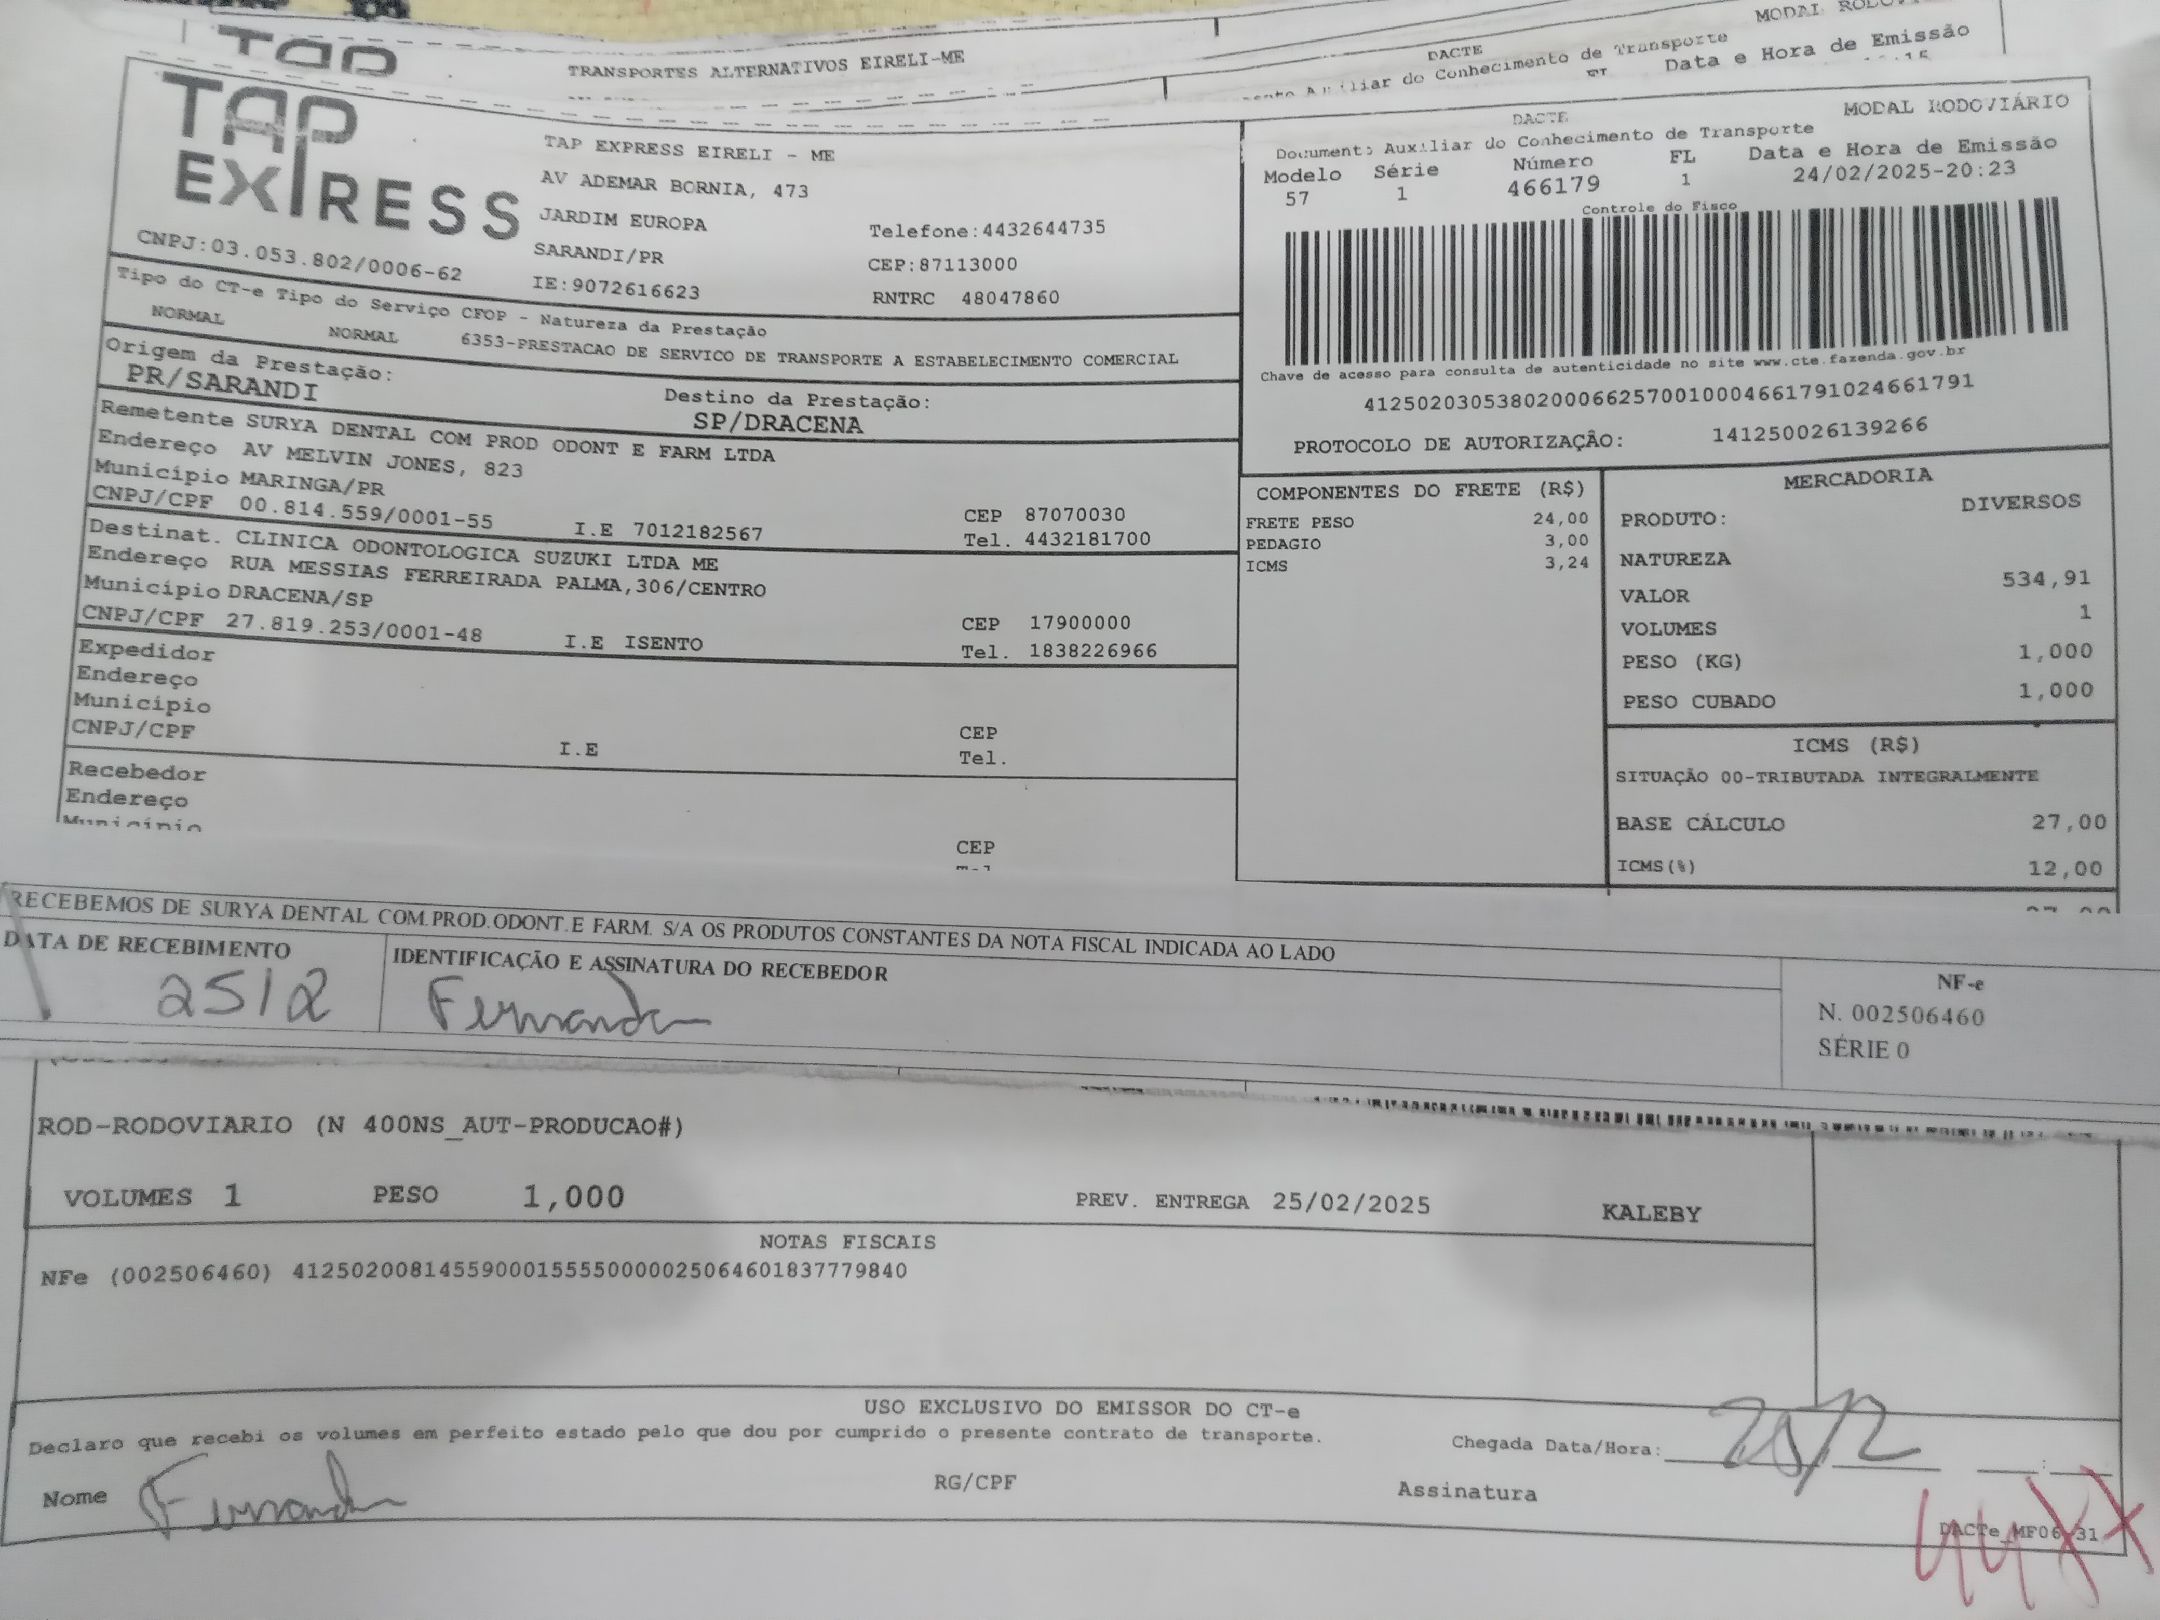 TAP
TRANSPORTES ALTERNATIVOS EIRELI-ME
DACTE
MODAL
Auxiliar do Conhecimento de Transporte
Data e Hora de Emissão
TAP
EXPRESS
CNPJ:03.053.802/0006-62
TAP EXPRESS EIRELI - ME
AV ADEMAR BORNIA, 473
JARDIM EUROPA
Telefone:4432644735
SARANDI/PR
CEP:87113000
IE:9072616623
RNTRC 48047860
DACTE
MODAL RODOVIÁRIO
Documento Auxiliar do Conhecimento de Transporte
Modelo Série Número FL Data e Hora de Emissão
57 1 466179 1 24/02/2025-20:23
Controle do Fisco
Chave de acesso para consulta de autenticidade no site www.cte.fazenda.gov.br
41250203053802000662570010004661791024661791
PROTOCOLO DE AUTORIZAÇÃO: 141250026139266
Tipo do CT-e Tipo do Serviço CFOP - Natureza da Prestação
NORMAL NORMAL 6353-PRESTACAO DE SERVICO DE TRANSPORTE A ESTABELECIMENTO COMERCIAL
Origem da Prestação: Destino da Prestação:
PR/SARANDI SP/DRACENA
Remetente SURYA DENTAL COM PROD ODONT E FARM LTDA
Endereço AV MELVIN JONES, 823
Município MARINGA/PR CEP 87070030
CNPJ/CPF 00.814.559/0001-55 I.E 7012182567 Tel. 4432181700
Destinat. CLINICA ODONTOLOGICA SUZUKI LTDA ME
Endereço RUA MESSIAS FERREIRADA PALMA,306/CENTRO
Município DRACENA/SP CEP 17900000
CNPJ/CPF 27.819.253/0001-48 I.E ISENTO Tel. 1838226966
Expedidor
Endereço
Município CEP
CNPJ/CPF I.E Tel.
Recebedor
Endereço
Município CEP
COMPONENTES DO FRETE (R$)
FRETE PESO 24,00
PEDAGIO 3,00
ICMS 3,24
MERCADORIA
PRODUTO: DIVERSOS
NATUREZA
VALOR 534,91
VOLUMES 1
PESO (KG) 1,000
PESO CUBADO 1,000
ICMS (R$)
SITUAÇÃO 00-TRIBUTADA INTEGRALMENTE
BASE CÁLCULO 27,00
ICMS(%) 12,00
RECEBEMOS DE SURYA DENTAL COM.PROD.ODONT.E FARM. S/A OS PRODUTOS CONSTANTES DA NOTA FISCAL INDICADA AO LADO
DATA DE RECEBIMENTO IDENTIFICAÇÃO E ASSINATURA DO RECEBEDOR
25/2 Fernanda
NF-e
N. 002506460
SÉRIE 0
ROD-RODOVIARIO (N 400NS_AUT-PRODUCAO#)
VOLUMES 1 PESO 1,000 PREV. ENTREGA 25/02/2025 KALEBY
NOTAS FISCAIS
NFe (002506460) 41250200814559000155550000025064601837779840
USO EXCLUSIVO DO EMISSOR DO CT-e
Declaro que recebi os volumes em perfeito estado pelo que dou por cumprido o presente contrato de transporte.
Chegada Data/Hora: 25/2
Nome Fernanda RG/CPF Assinatura